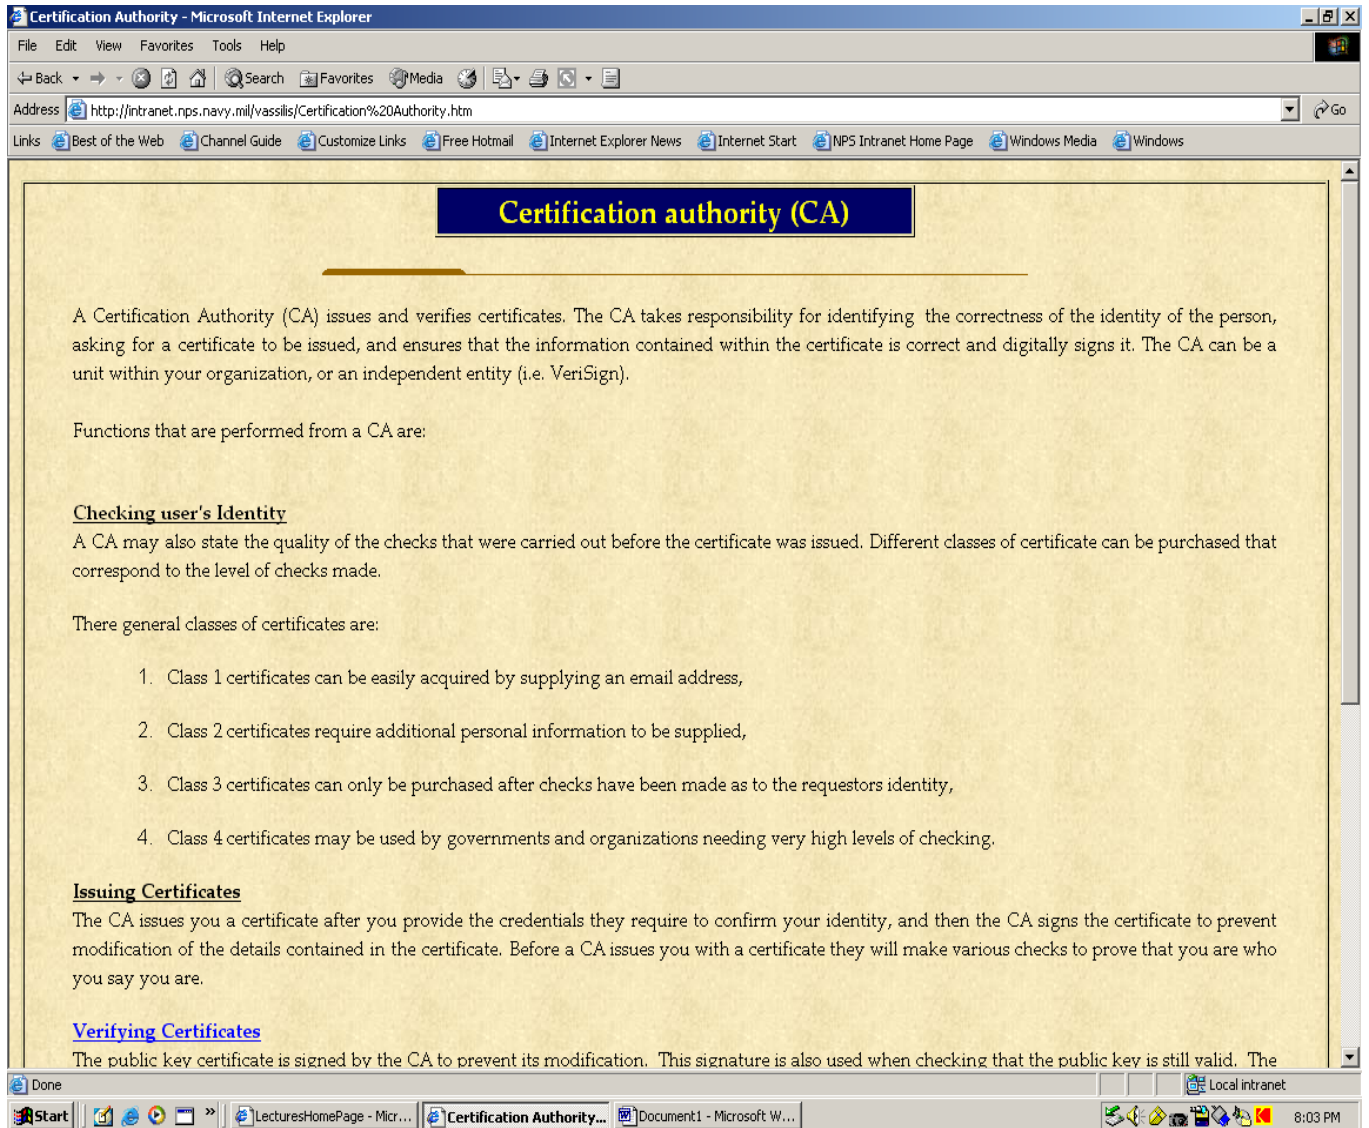 Certification Authority - Microsoft Internet Explorer
File Edit View Favorites Tools Help
Back Search Favorites Media
Address http://intranet.nps.navy.mil/vassilis/Certification%20Authority.htm Go
Links Best of the Web Channel Guide Customize Links Free Hotmail Internet Explorer News Internet Start NPS Intranet Home Page Windows Media Windows
Certification authority (CA)
A Certification Authority (CA) issues and verifies certificates. The CA takes responsibility for identifying the correctness of the identity of the person,
asking for a certificate to be issued, and ensures that the information contained within the certificate is correct and digitally signs it. The CA can be a
unit within your organization, or an independent entity (i.e. VeriSign).
Functions that are performed from a CA are:
Checking user's Identity
A CA may also state the quality of the checks that were carried out before the certificate was issued. Different classes of certificate can be purchased that
correspond to the level of checks made.
There general classes of certificates are:
1. Class 1 certificates can be easily acquired by supplying an email address,
2. Class 2 certificates require additional personal information to be supplied,
3. Class 3 certificates can only be purchased after checks have been made as to the requestors identity,
4. Class 4 certificates may be used by governments and organizations needing very high levels of checking.
Issuing Certificates
The CA issues you a certificate after you provide the credentials they require to confirm your identity, and then the CA signs the certificate to prevent
modification of the details contained in the certificate. Before a CA issues you with a certificate they will make various checks to prove that you are who
you say you are.
Verifying Certificates
The public key certificate is signed by the CA to prevent its modification. This signature is also used when checking that the public key is still valid. The
Done Local intranet
Start » LecturesHomePage - Micr... Certification Authority... Document1 - Microsoft W... 8:03 PM